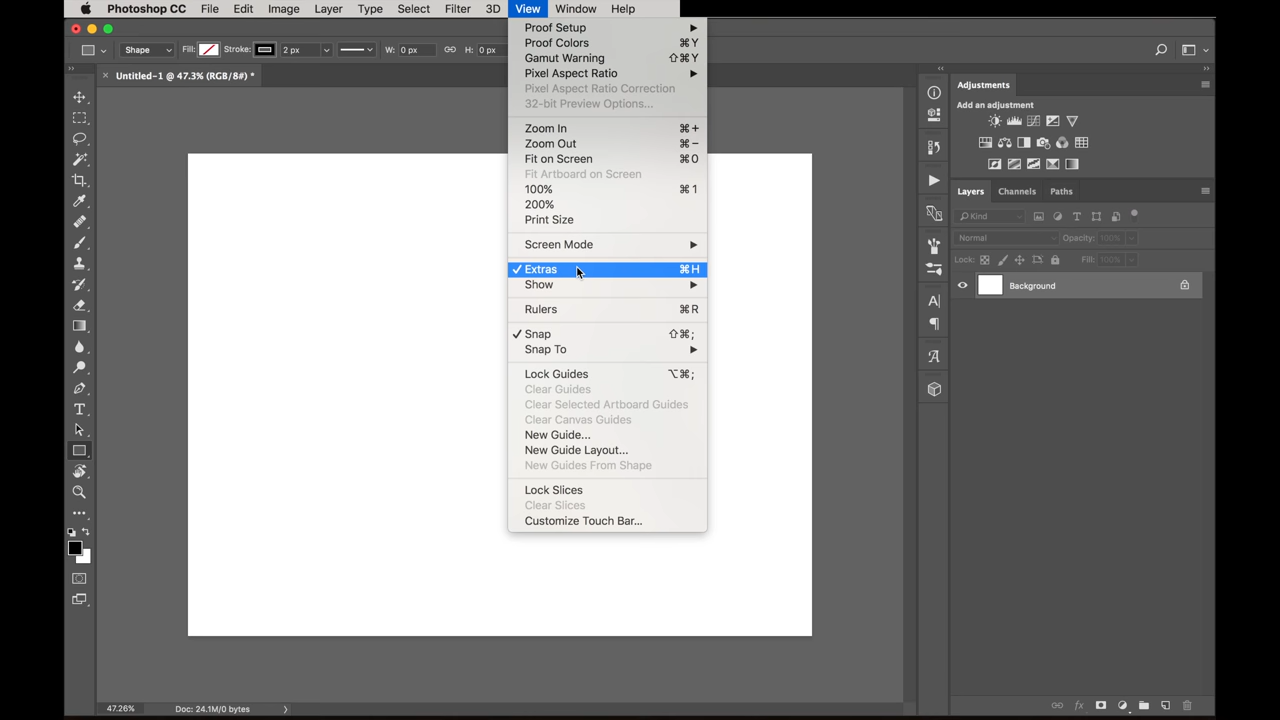 Photoshop CC File Edit Image Layer Type Select Filter 3D View Window Help
Shape Fill: Stroke: 2 px W: 0 px H: 0 px
Untitled-1 @ 47.3% (RGB/8#) *
Proof Setup
Proof Colors ⌘Y
Gamut Warning ⇧⌘Y
Pixel Aspect Ratio
Pixel Aspect Ratio Correction
32-bit Preview Options...
Zoom In ⌘+
Zoom Out ⌘−
Fit on Screen ⌘0
Fit Artboard on Screen
100% ⌘1
200%
Print Size
Screen Mode
✓ Extras ⌘H
Show
Rulers ⌘R
✓ Snap ⇧⌘;
Snap To
Lock Guides ⌥⌘;
Clear Guides
Clear Selected Artboard Guides
Clear Canvas Guides
New Guide...
New Guide Layout...
New Guides From Shape
Lock Slices
Clear Slices
Customize Touch Bar...
Adjustments
Add an adjustment
Layers Channels Paths
Kind
Normal Opacity: 100%
Lock: Fill: 100%
Background
47.26% Doc: 24.1M/0 bytes